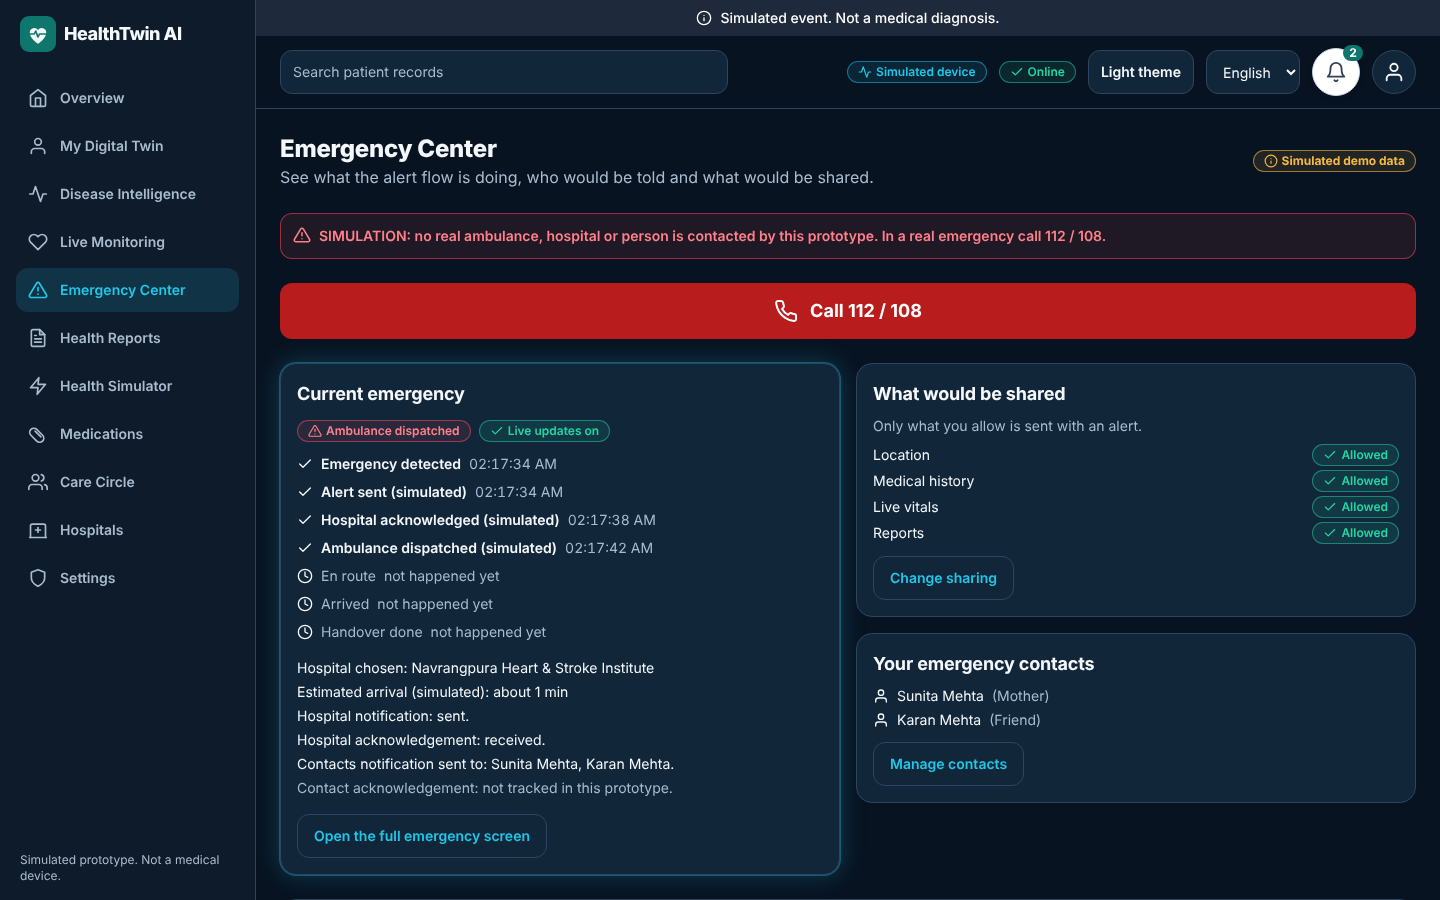 HealthTwin AI
Overview
My Digital Twin
Disease Intelligence
Live Monitoring
Emergency Center
Health Reports
Health Simulator
Medications
Care Circle
Hospitals
Settings
Simulated prototype. Not a medical
device.
Simulated event. Not a medical diagnosis.
Search patient records
Simulated device
Online
Light theme
English
2
Emergency Center
See what the alert flow is doing, who would be told and what would be shared.
Simulated demo data
SIMULATION: no real ambulance, hospital or person is contacted by this prototype. In a real emergency call 112 / 108.
Call 112 / 108
Current emergency
Ambulance dispatched
Live updates on
Emergency detected 02:17:34 AM
Alert sent (simulated) 02:17:34 AM
Hospital acknowledged (simulated) 02:17:38 AM
Ambulance dispatched (simulated) 02:17:42 AM
En route not happened yet
Arrived not happened yet
Handover done not happened yet
Hospital chosen: Navrangpura Heart & Stroke Institute
Estimated arrival (simulated): about 1 min
Hospital notification: sent.
Hospital acknowledgement: received.
Contacts notification sent to: Sunita Mehta, Karan Mehta.
Contact acknowledgement: not tracked in this prototype.
Open the full emergency screen
What would be shared
Only what you allow is sent with an alert.
Location Allowed
Medical history Allowed
Live vitals Allowed
Reports Allowed
Change sharing
Your emergency contacts
Sunita Mehta (Mother)
Karan Mehta (Friend)
Manage contacts